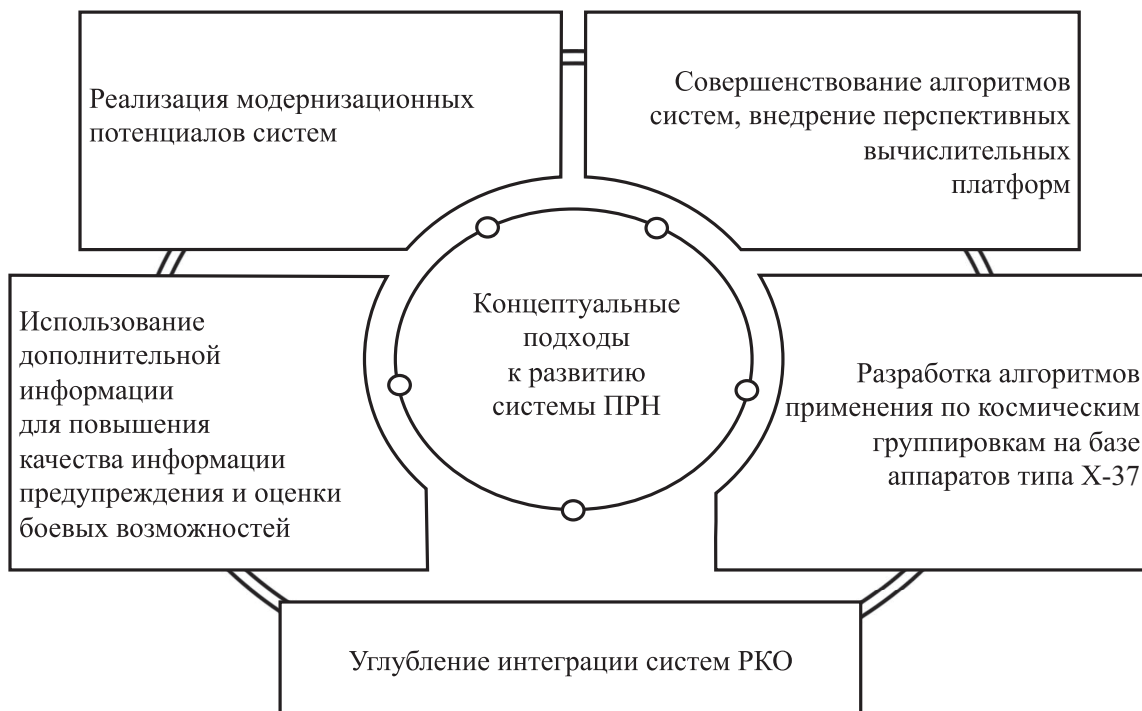 Реализация модернизационных
потенциалов систем
Совершенствование алгоритмов
систем, внедрение перспективных
вычислительных
платформ
Использование
дополнительной
информации
для повышения
качества информации
предупреждения и оценки
боевых возможностей
Концептуальные
подходы
к развитию
системы ПРН
Разработка алгоритмов
применения по космическим
группировкам на базе
аппаратов типа Х-37
Углубление интеграции систем РКО